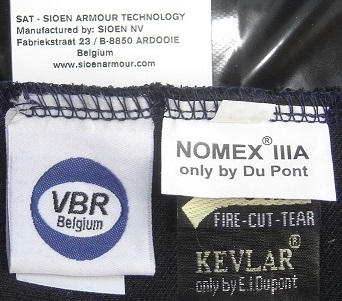 SAT - SIOEN ARMOUR TECHNOLOGY
Manufactured by: SIOEN NV
Fabriekstraat 23 / B-8850 ARDOOIE
Belgium
www.sioenarmour.com
VBR
Belgium
NOMEX® IIIA
only by Du Pont
FIRE-CUT-TEAR
KEVLAR®
only by E.I Dupont